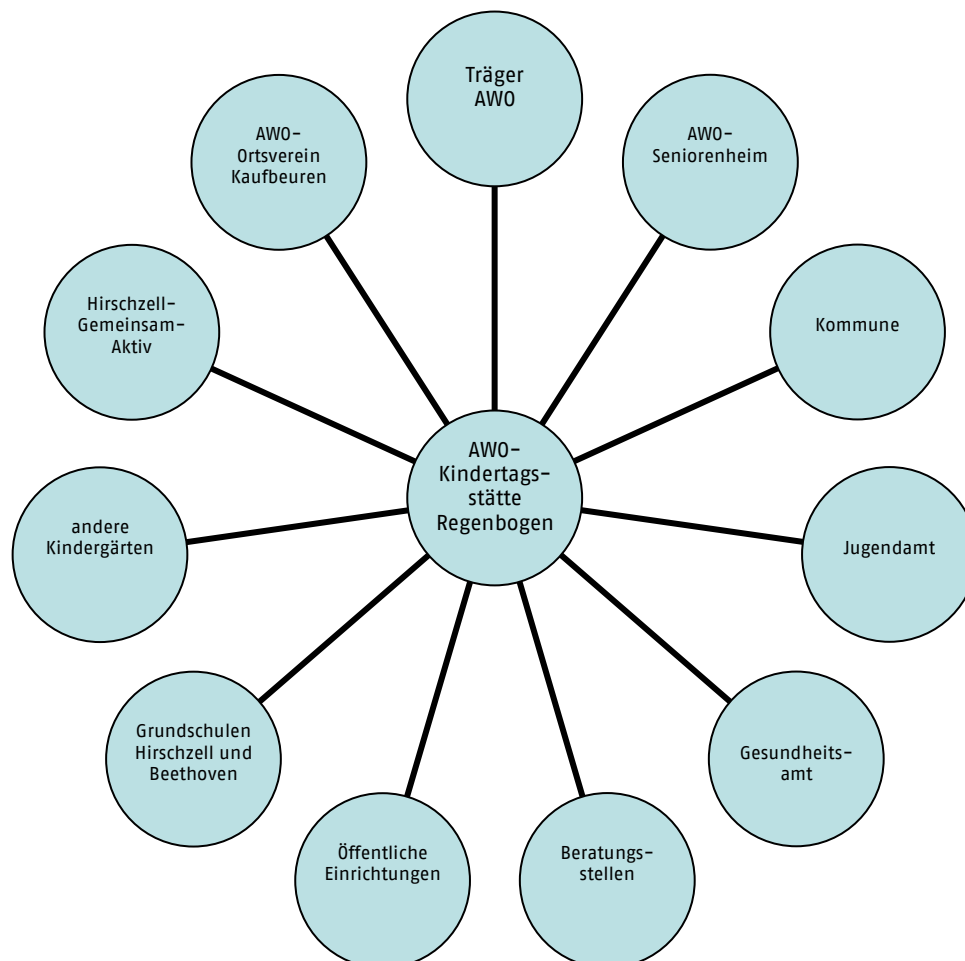 Träger
AWO
AWO-
Ortsverein
Kaufbeuren
AWO-
Seniorenheim
Hirschzell-
Gemeinsam-
Aktiv
Kommune
AWO-
Kindertags-
stätte
Regenbogen
andere
Kindergärten
Jugendamt
Grundschulen
Hirschzell und
Beethoven
Gesundheits-
amt
Öffentliche
Einrichtungen
Beratungs-
stellen